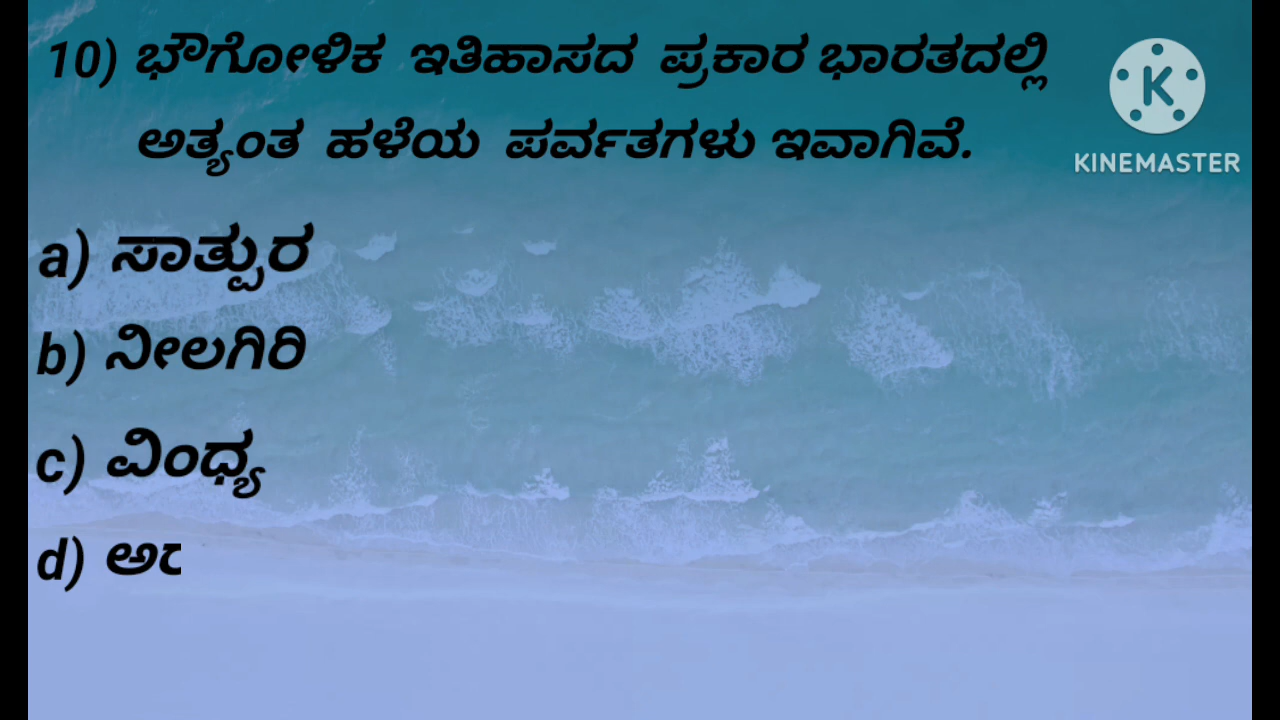 10) ಭೌಗೋಳಿಕ ಇತಿಹಾಸದ ಪ್ರಕಾರ ಭಾರತದಲ್ಲಿ
ಅತ್ಯಂತ ಹಳೆಯ ಪರ್ವತಗಳು ಇವಾಗಿವೆ.
a) ಸಾತ್ಪುರ
b) ನೀಲಗಿರಿ
c) ವಿಂಧ್ಯ
d)
KINEMASTER